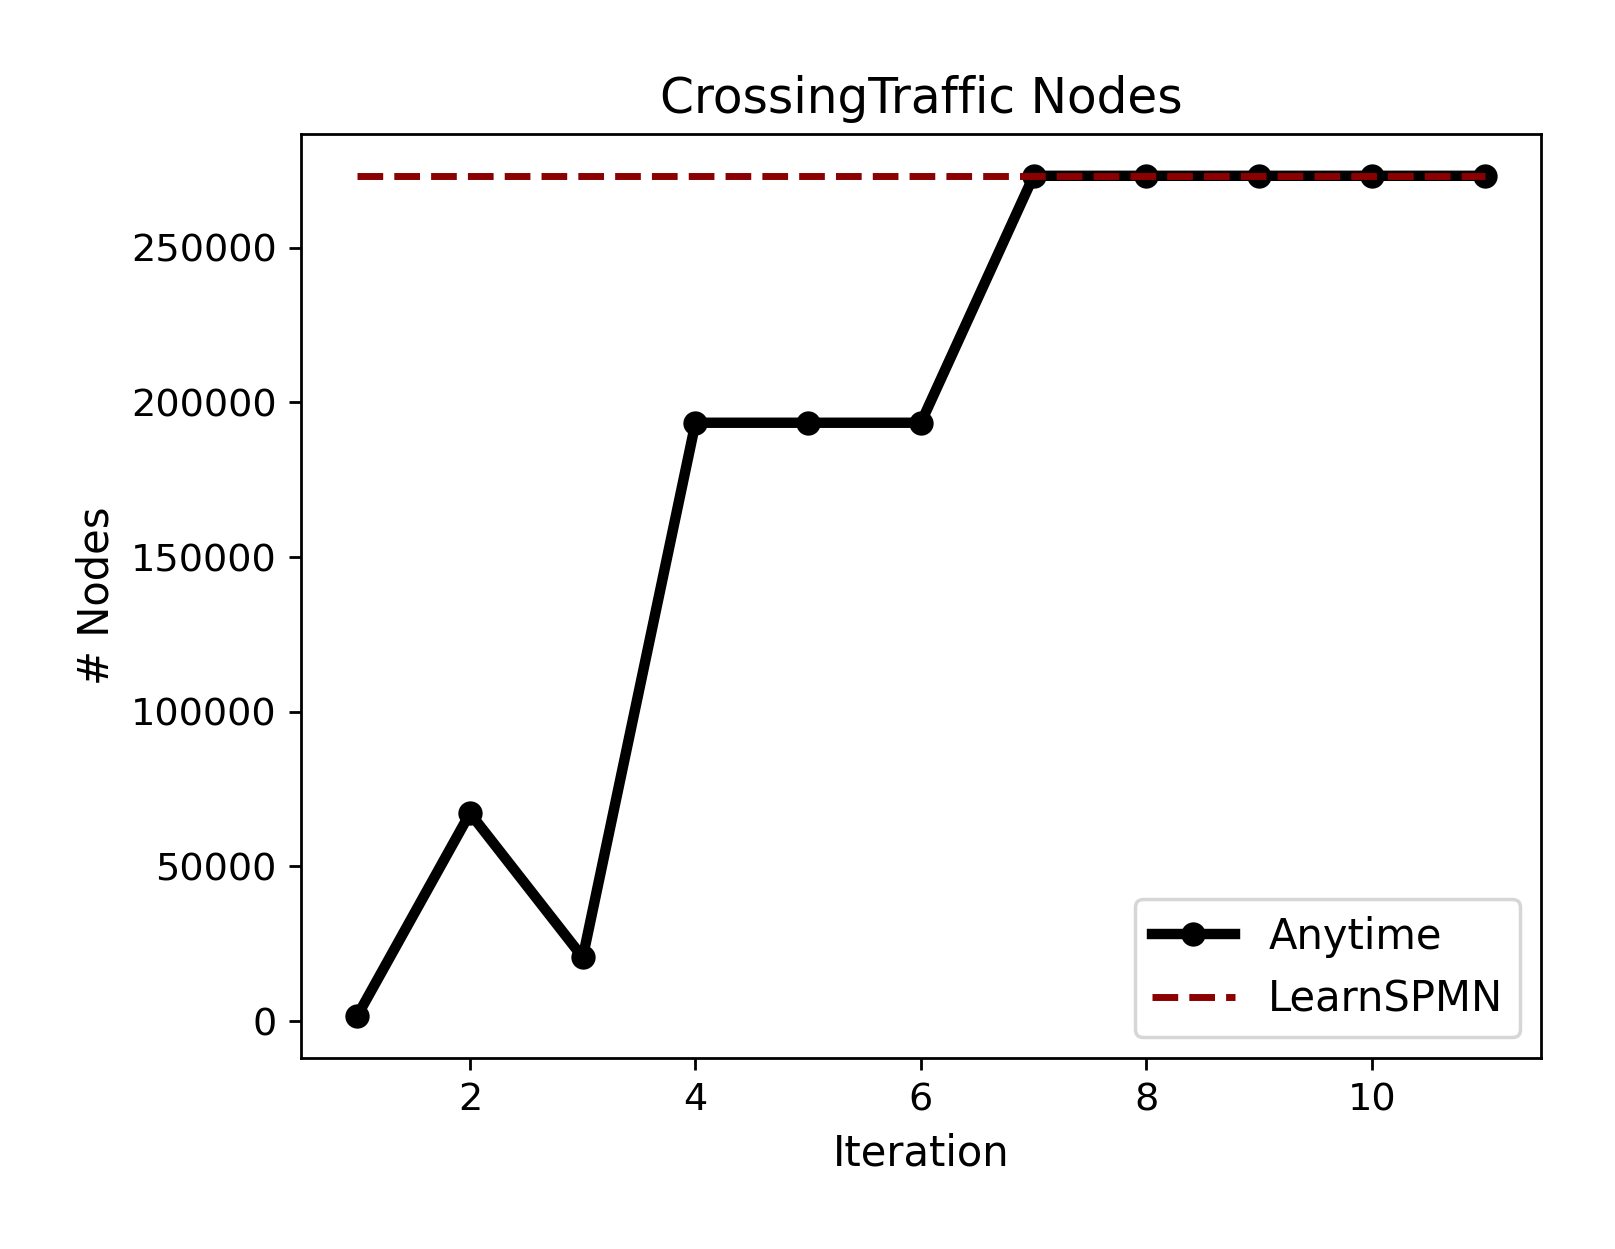 CrossingTraffic Nodes
# Nodes
250000
200000
150000
100000
50000
0
2 4 6 8 10
Iteration
Anytime
LearnSPMN